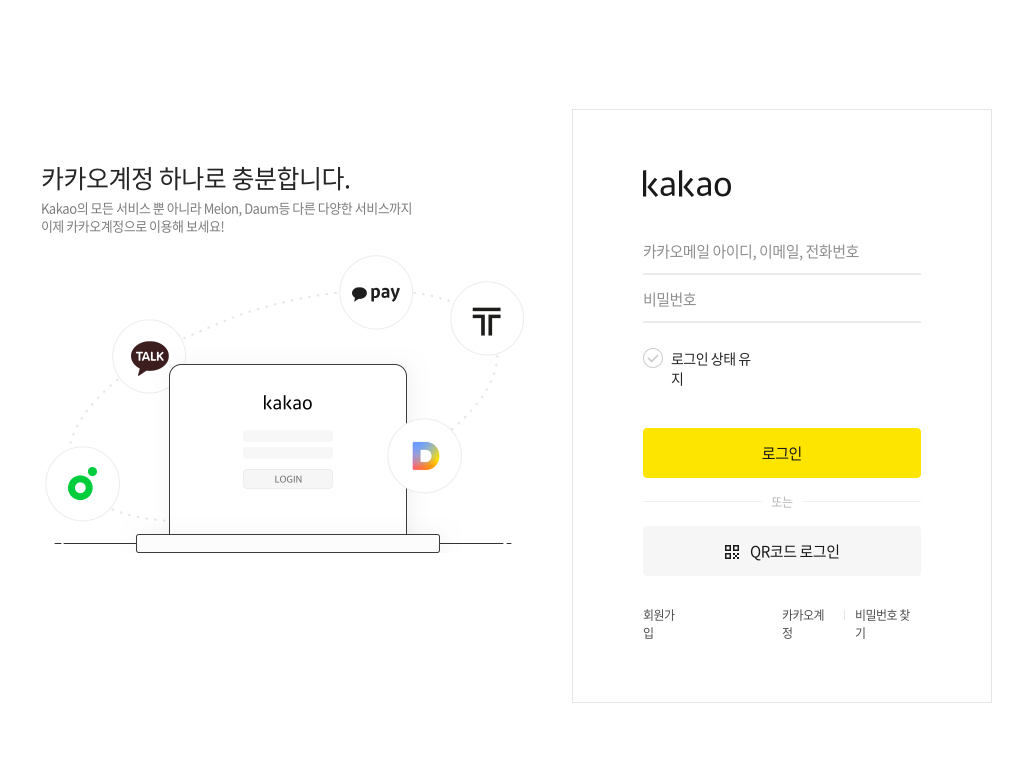 카카오계정 하나로 충분합니다.
Kakao의 모든 서비스 뿐 아니라 Melon, Daum등 다른 다양한 서비스까지
이제 카카오계정으로 이용해 보세요!
pay
T
TALK
kakao
D
LOGIN
kakao
카카오메일 아이디, 이메일, 전화번호
비밀번호
로그인 상태 유
지
로그인
또는
QR코드 로그인
회원가
입
카카오계
정
비밀번호 찾
기